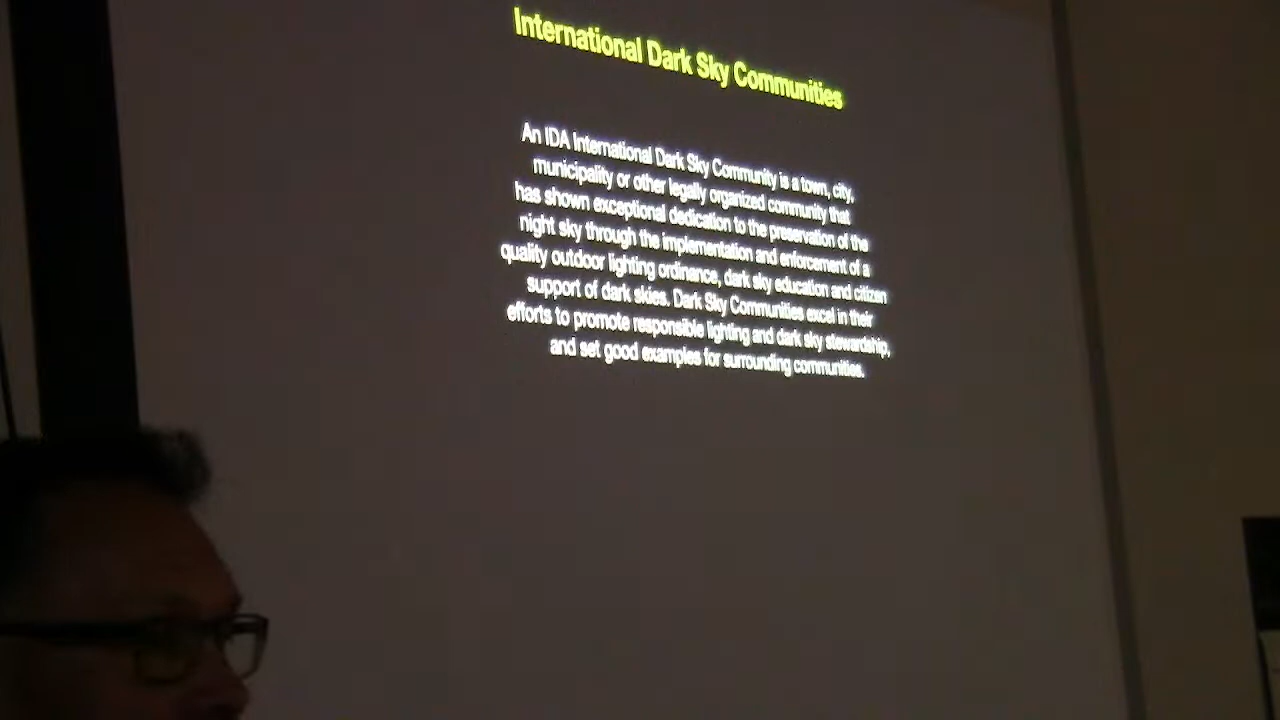 International Dark Sky Communities
An IDA International Dark Sky Community is a town, city,
municipality or other legally organized community that
has shown exceptional dedication to the preservation of the
night sky through the implementation and enforcement of a
quality outdoor lighting ordinance, dark sky education and citizen
support of dark skies. Dark Sky Communities excel in their
efforts to promote responsible lighting and dark sky stewardship,
and set good examples for surrounding communities.